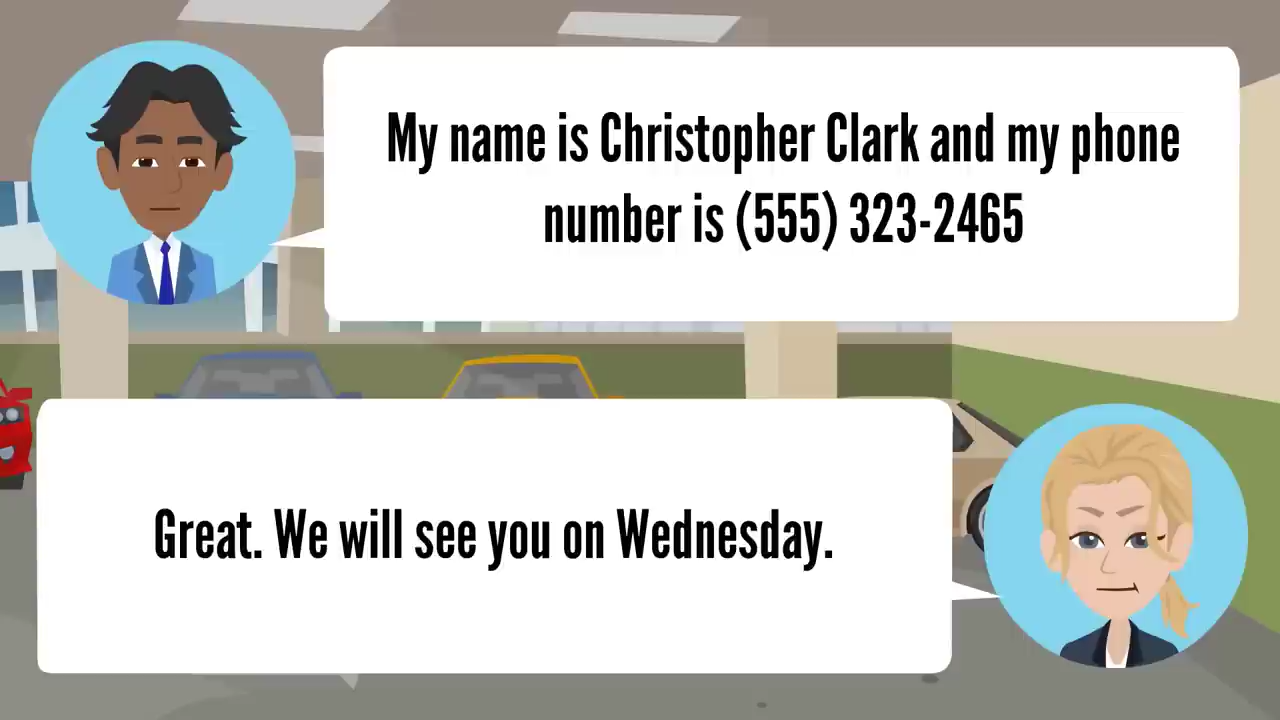 My name is Christopher Clark and my phone
number is (555) 323-2465
Great. We will see you on Wednesday.